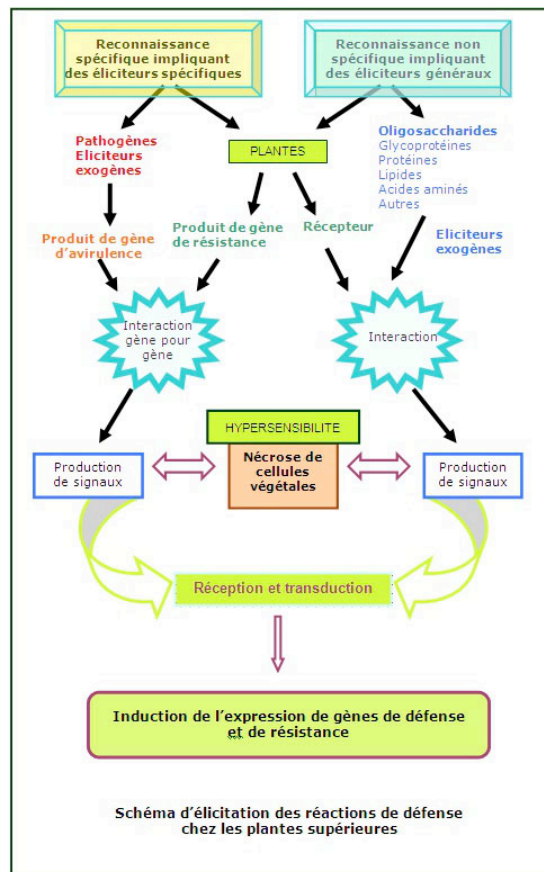 Reconnaissance
spécifique impliquant
des éliciteurs spécifiques
Reconnaissance non
spécifique impliquant
des éliciteurs généraux
Pathogènes
Eliciteurs
exogènes
PLANTES
Oligosaccharides
Glycoprotéines
Protéines
Lipides
Acides aminés
Autres
Produit de gène
d'avirulence
Produit de gène
de résistance
Récepteur
Eliciteurs
exogènes
Interaction
gène pour
gène
Interaction
HYPERSENSIBILITE
Production
de signaux
Nécrose de
cellules
végétales
Production
de signaux
Réception et transduction
Induction de l'expression de gènes de défense
et de résistance
Schéma d'élicitation des réactions de défense
chez les plantes supérieures